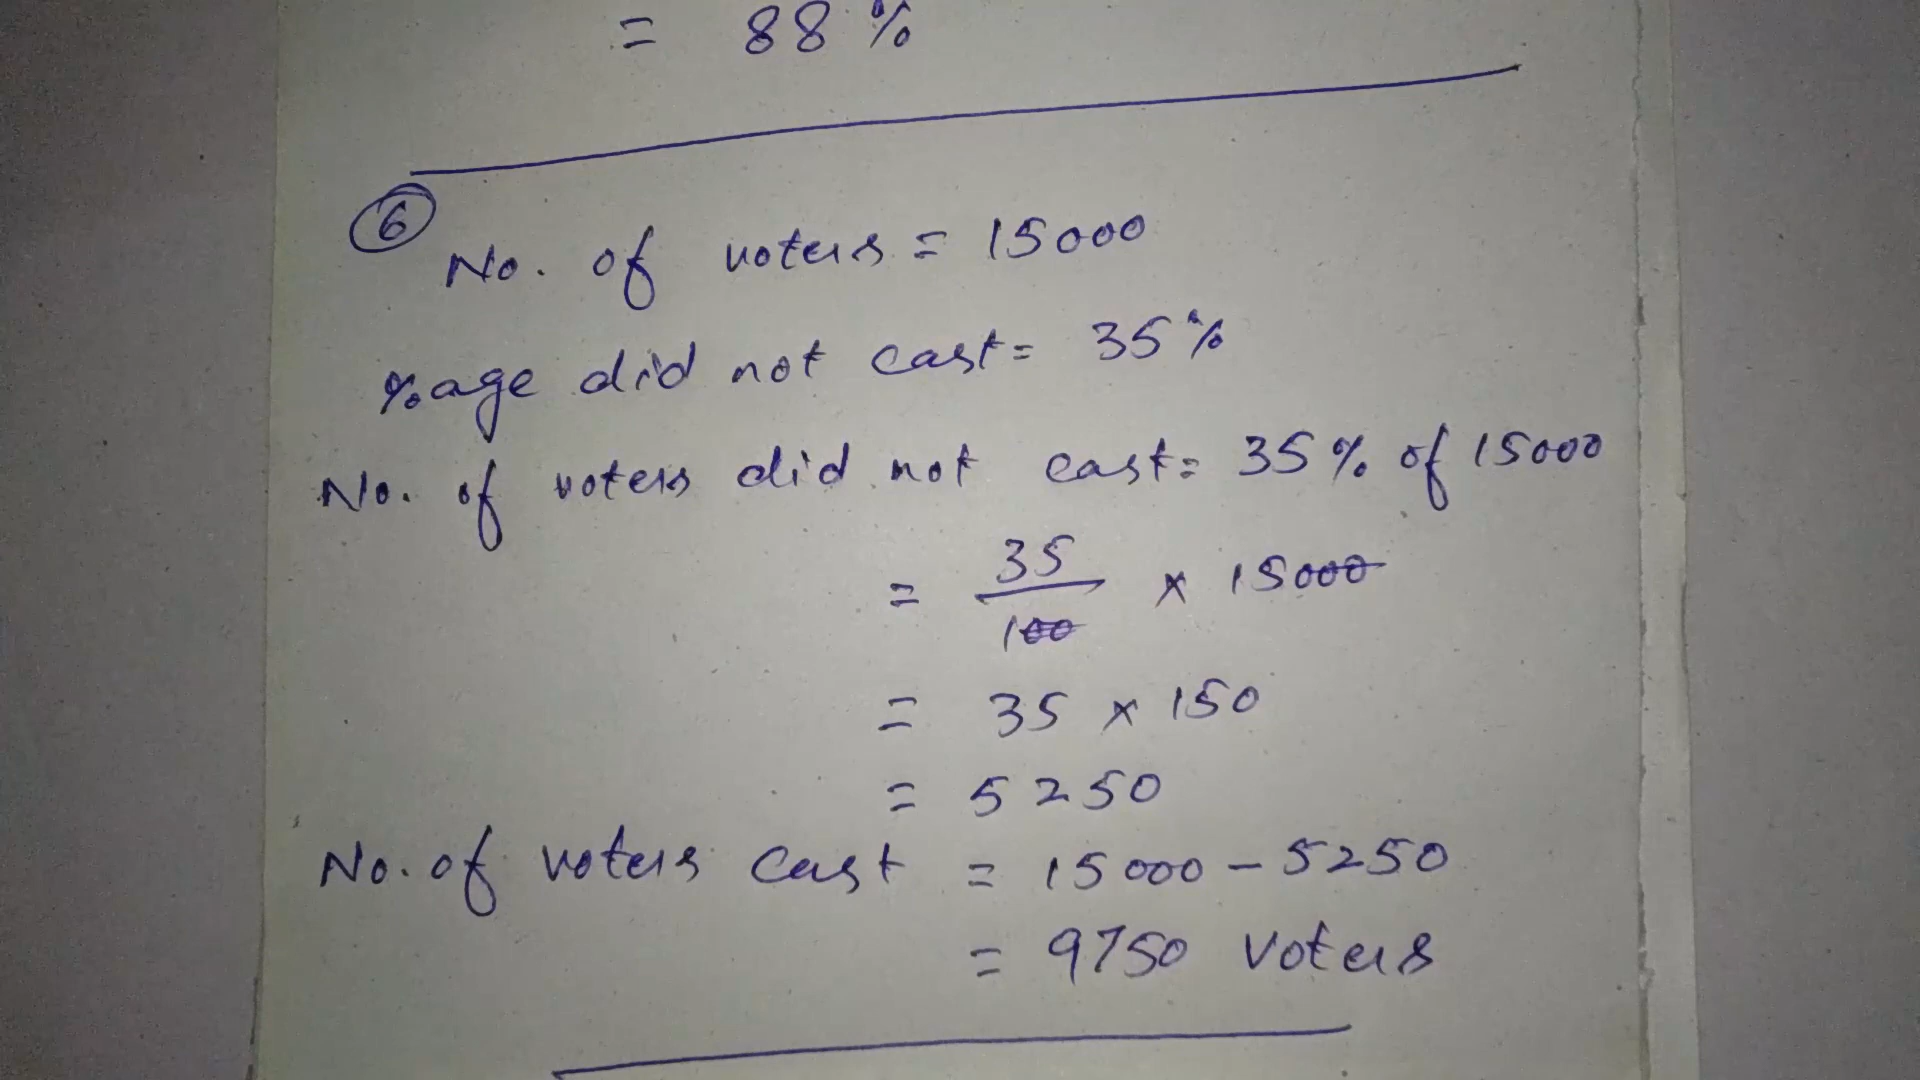 = 88%
6
No. of voters = 15000
%age did not cast = 35%
No. of voters did not cast = 35% of 15000
= 35/100 × 15000
= 35 × 150
= 5250
No. of voters cast = 15000 - 5250
= 9750 voters